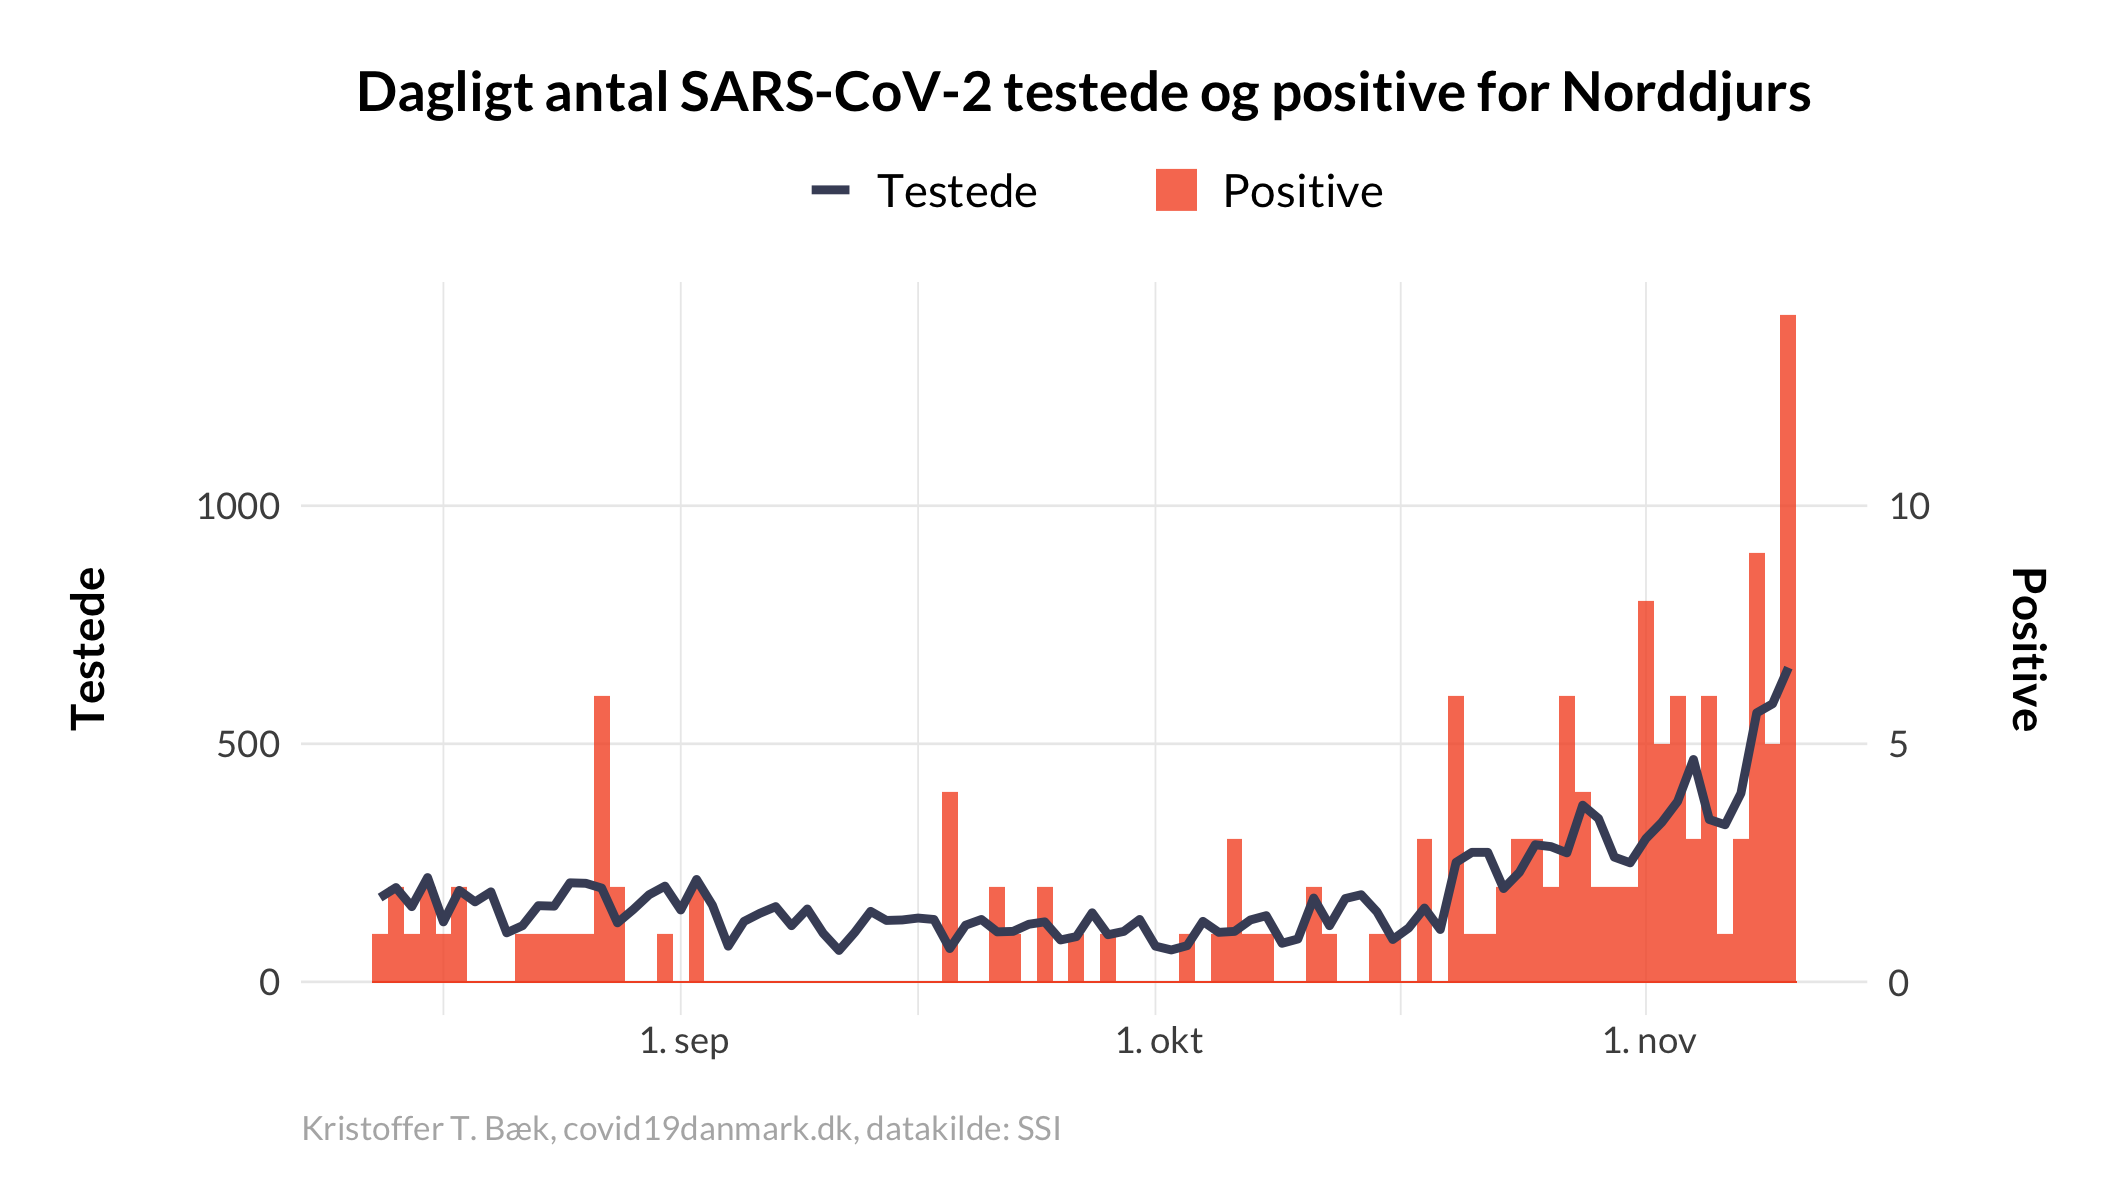 Dagligt antal SARS-CoV-2 testede og positive for Norddjurs
Testede
Positive
1000
500
0
Testede
10
5
0
Positive
1. sep
1. okt
1. nov
Kristoffer T. Bæk, covid19danmark.dk, datakilde: SSI